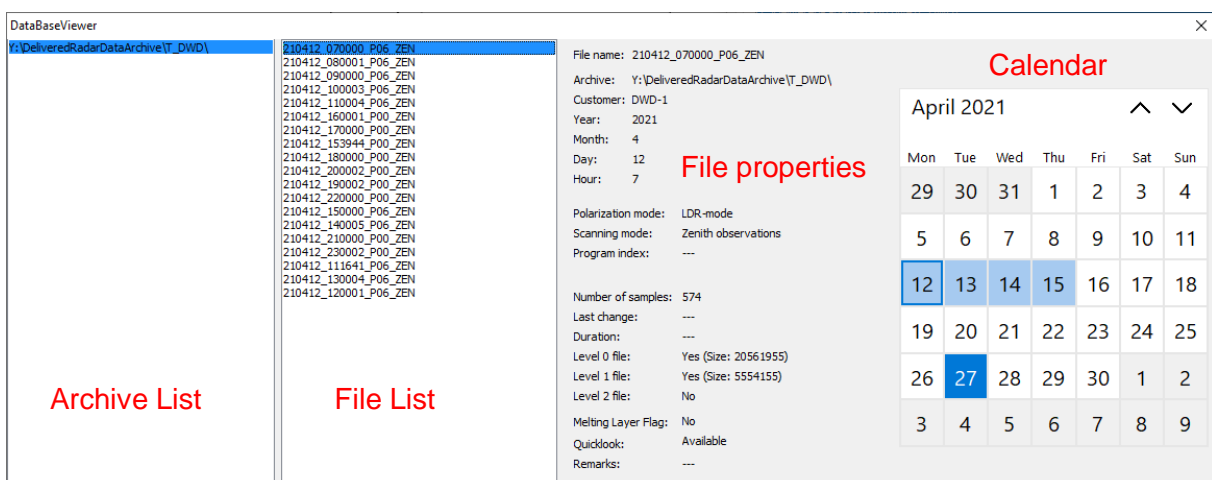 DataBaseViewer
Y:\DeliveredRadarDataArchive\T_DWD\
Archive List
210412_070000_P06_ZEN
210412_080001_P06_ZEN
210412_090000_P06_ZEN
210412_100003_P06_ZEN
210412_110004_P06_ZEN
210412_160001_P00_ZEN
210412_170000_P00_ZEN
210412_153944_P00_ZEN
210412_180000_P00_ZEN
210412_200002_P00_ZEN
210412_190002_P00_ZEN
210412_220000_P00_ZEN
210412_150000_P06_ZEN
210412_140005_P06_ZEN
210412_210000_P00_ZEN
210412_230002_P00_ZEN
210412_111641_P06_ZEN
210412_130004_P06_ZEN
210412_120001_P06_ZEN
File List
File name: 210412_070000_P06_ZEN
Archive: Y:\DeliveredRadarDataArchive\T_DWD\
Customer: DWD-1
Year: 2021
Month: 4
Day: 12
Hour: 7
File properties
Polarization mode: LDR-mode
Scanning mode: Zenith observations
Program index: ---
Number of samples: 574
Last change: ---
Duration: ---
Level 0 file: Yes (Size: 20561955)
Level 1 file: Yes (Size: 5554155)
Level 2 file: No
Melting Layer Flag: No
Quicklook: Available
Remarks: ---
Calendar
April 2021
Mon Tue Wed Thu Fri Sat Sun
29 30 31 1 2 3 4
5 6 7 8 9 10 11
12 13 14 15 16 17 18
19 20 21 22 23 24 25
26 27 28 29 30 1 2
3 4 5 6 7 8 9